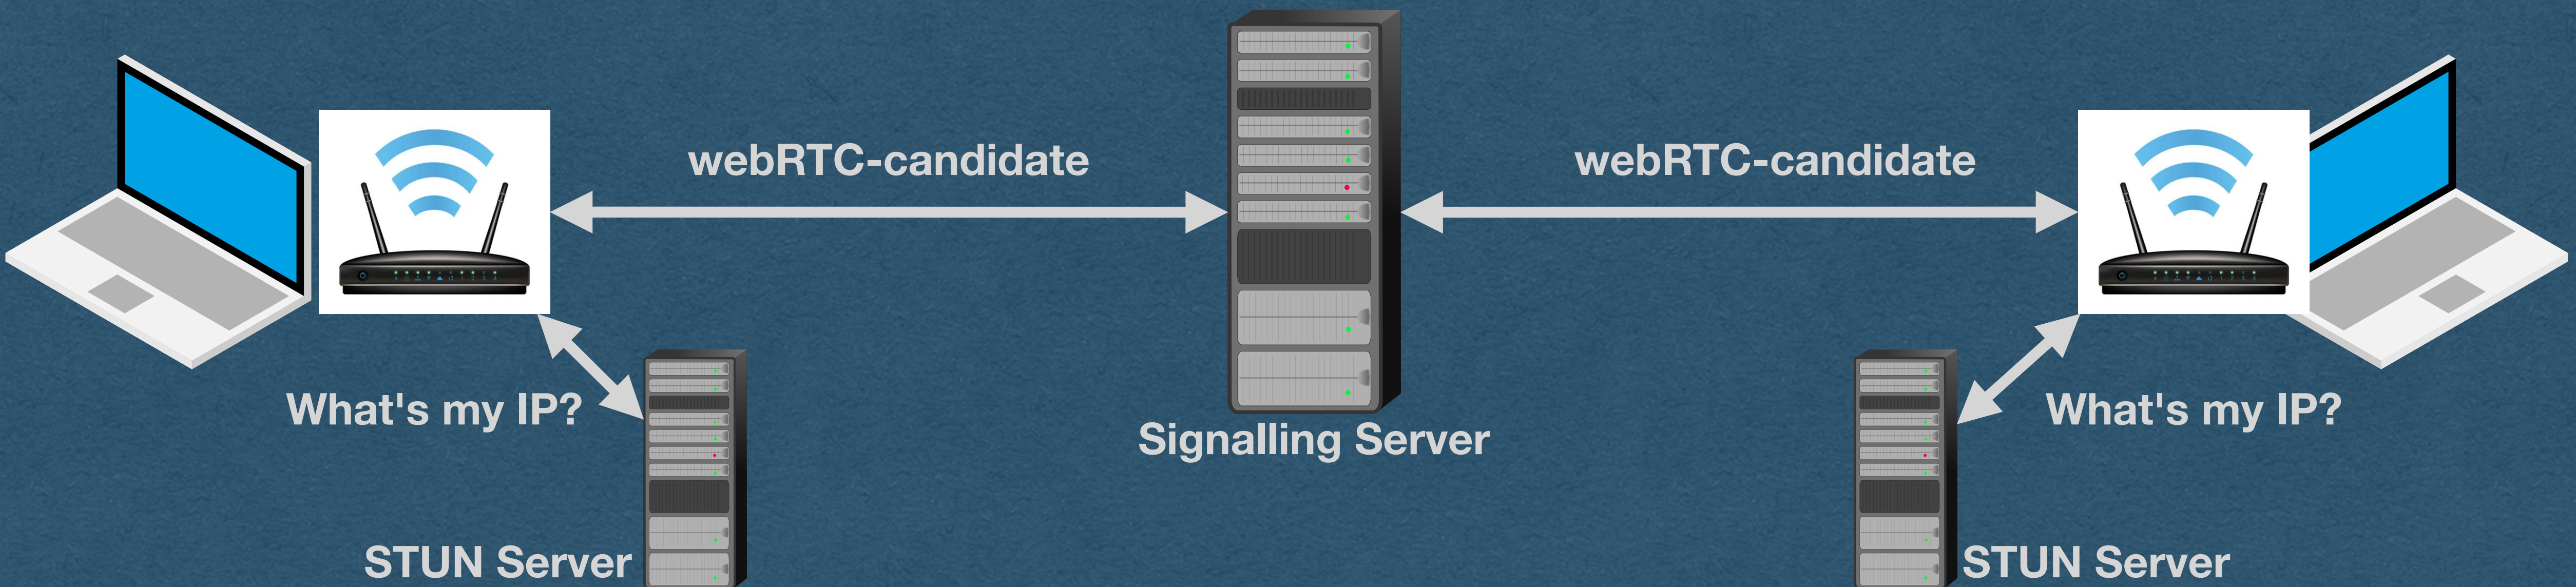 webRTC-candidate
webRTC-candidate
What's my IP?
Signalling Server
What's my IP?
STUN Server
STUN Server